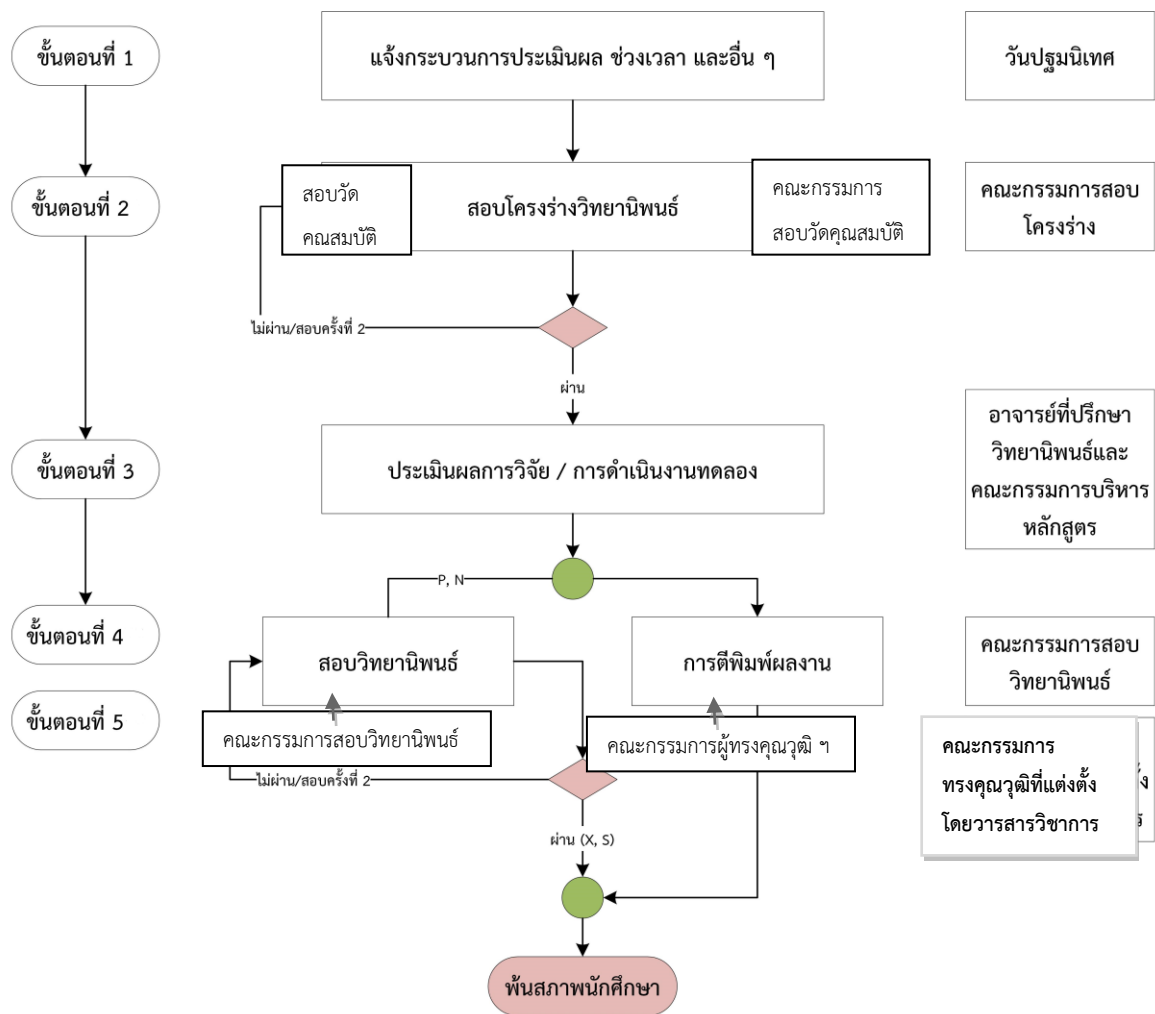 ขั้นตอนที่ 1
แจ้งกระบวนการประเมินผล ช่วงเวลา และอื่น ๆ
วันปฐมนิเทศ
ขั้นตอนที่ 2
สอบวัด
คุณสมบัติ
สอบโครงร่างวิทยานิพนธ์
คณะกรรมการ
สอบวัดคุณสมบัติ
คณะกรรมการสอบ
โครงร่าง
ไม่ผ่าน/สอบครั้งที่ 2
ผ่าน
ขั้นตอนที่ 3
ประเมินผลการวิจัย / การดำเนินงานทดลอง
อาจารย์ที่ปรึกษา
วิทยานิพนธ์และ
คณะกรรมการบริหาร
หลักสูตร
P, N
ขั้นตอนที่ 4
สอบวิทยานิพนธ์
การตีพิมพ์ผลงาน
คณะกรรมการสอบ
วิทยานิพนธ์
ขั้นตอนที่ 5
คณะกรรมการสอบวิทยานิพนธ์
คณะกรรมการผู้ทรงคุณวุฒิ ฯ
คณะกรรมการ
ทรงคุณวุฒิที่แต่งตั้ง
โดยวารสารวิชาการ
ไม่ผ่าน/สอบครั้งที่ 2
ผ่าน (X, S)
พ้นสภาพนักศึกษา